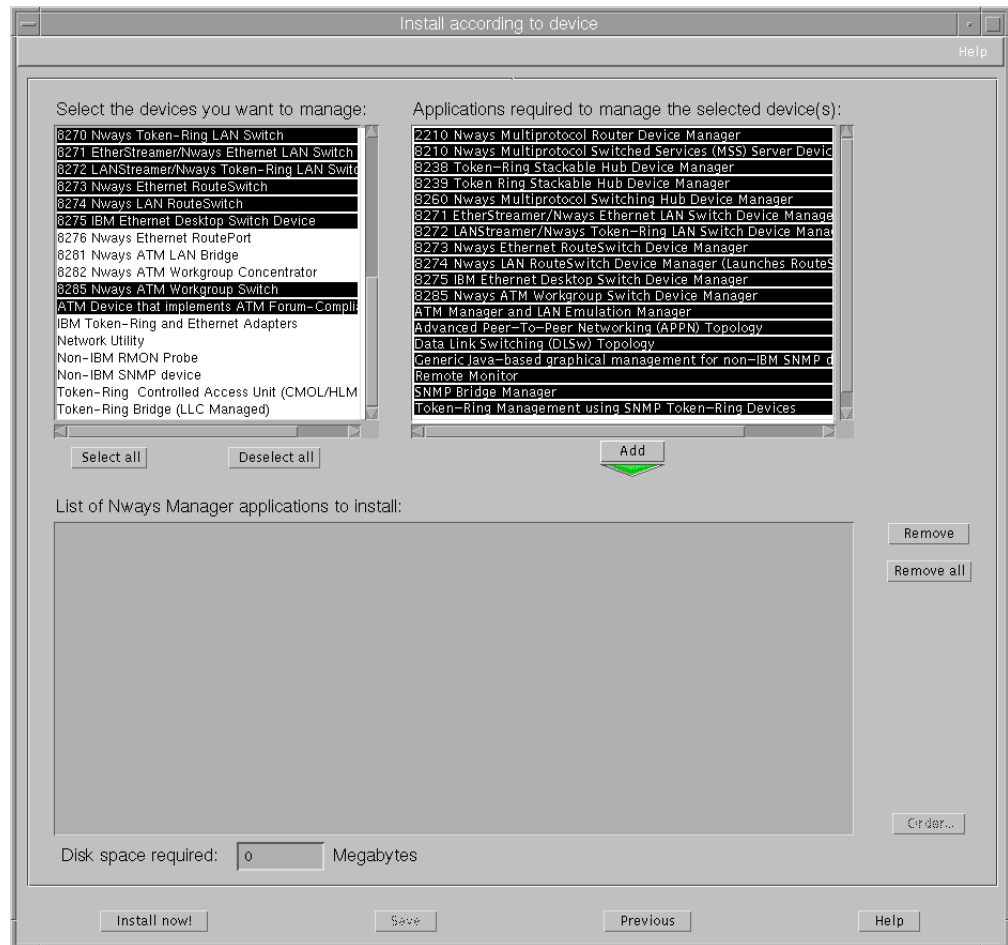 Install according to device
Help
Select the devices you want to manage:
8270 Nways Token-Ring LAN Switch
8271 EtherStreamer/Nways Ethernet LAN Switch
8272 LANStreamer/Nways Token-Ring LAN Switc
8273 Nways Ethernet RouteSwitch
8274 Nways LAN RouteSwitch
8275 IBM Ethernet Desktop Switch Device
8276 Nways Ethernet RoutePort
8281 Nways ATM LAN Bridge
8282 Nways ATM Workgroup Concentrator
8285 Nways ATM Workgroup Switch
ATM Device that implements ATM Forum-Compli
IBM Token-Ring and Ethernet Adapters
Network Utility
Non-IBM RMON Probe
Non-IBM SNMP device
Token-Ring Controlled Access Unit (CMOL/HLM
Token-Ring Bridge (LLC Managed)
Select all
Deselect all
Applications required to manage the selected device(s):
2210 Nways Multiprotocol Router Device Manager
8210 Nways Multiprotocol Switched Services (MSS) Server Devic
8238 Token-Ring Stackable Hub Device Manager
8239 Token Ring Stackable Hub Device Manager
8260 Nways Multiprotocol Switching Hub Device Manager
8271 EtherStreamer/Nways Ethernet LAN Switch Device Manage
8272 LANStreamer/Nways Token-Ring LAN Switch Device Mana
8273 Nways Ethernet RouteSwitch Device Manager
8274 Nways LAN RouteSwitch Device Manager (Launches RouteS
8275 IBM Ethernet Desktop Switch Device Manager
8285 Nways ATM Workgroup Switch Device Manager
ATM Manager and LAN Emulation Manager
Advanced Peer-To-Peer Networking (APPN) Topology
Data Link Switching (DLSw) Topology
Generic Java-based graphical management for non-IBM SNMP d
Remote Monitor
SNMP Bridge Manager
Token-Ring Management using SNMP Token-Ring Devices
Add
List of Nways Manager applications to install:
Remove
Remove all
Order...
Disk space required: 0 Megabytes
Install now!
Save
Previous
Help